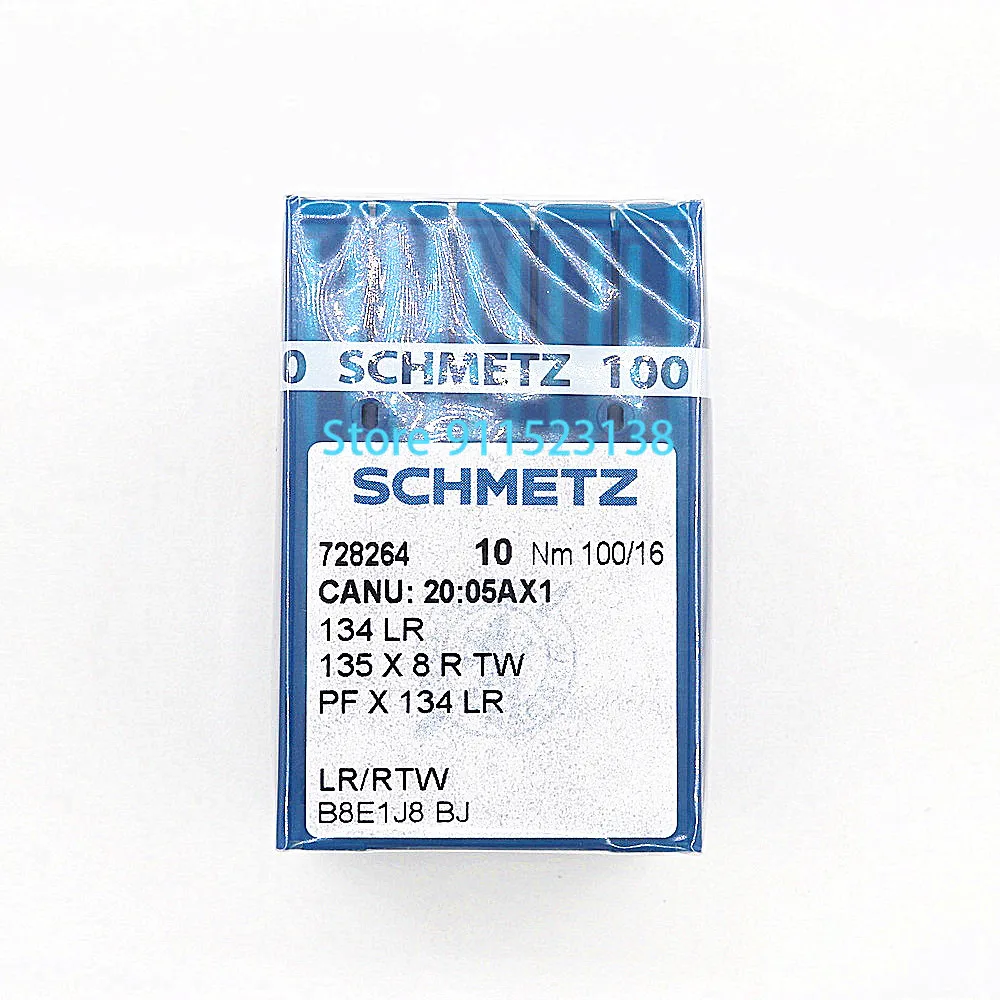 0 SCHMETZ 100
Store 911523138
SCHMETZ
728264 10 Nm 100/16
CANU: 20:05AX1
134 LR
135 X 8 R TW
PF X 134 LR
LR/RTW
B8E1J8 BJ